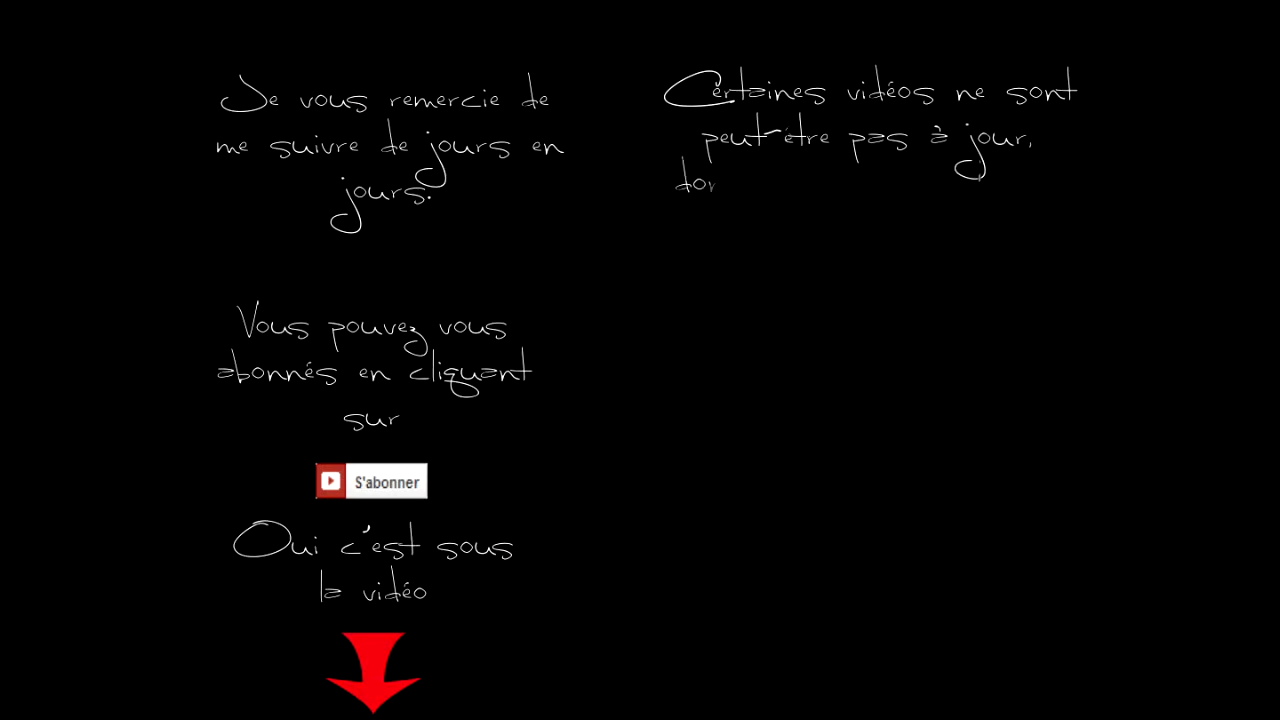 Je vous remercie de
me suivre de jours en
jours.
Vous pouvez vous
abonnés en cliquant
sur
S'abonner
Oui c'est sous
la vidéo
Certaines vidéos ne sont
peut-être pas à jour,